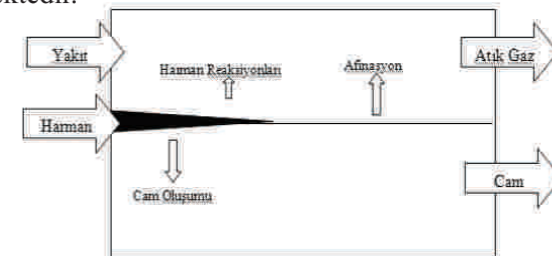 Yakıt
Atık Gaz
Harman Reaksiyonları
Afinasyon
Harman
Cam
Cam Oluşumu